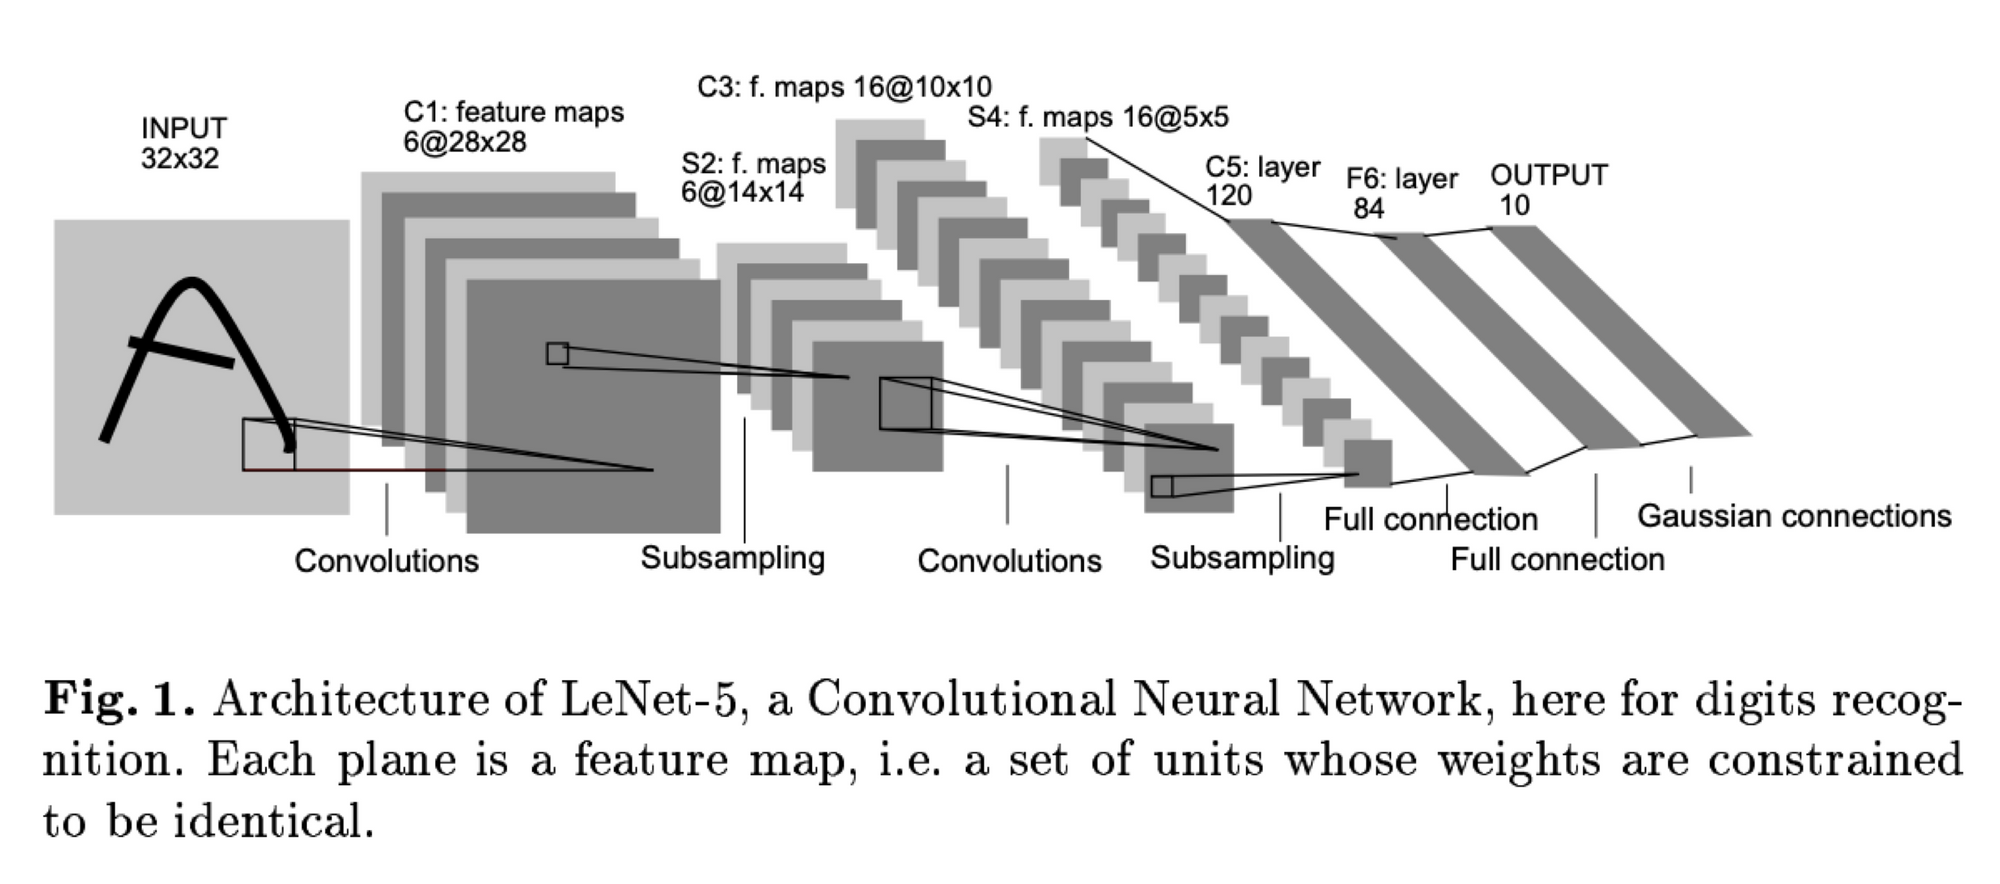 INPUT
32x32
C1: feature maps
6@28x28
S2: f. maps
6@14x14
C3: f. maps 16@10x10
S4: f. maps 16@5x5
C5: layer
120
F6: layer
84
OUTPUT
10
Convolutions
Subsampling
Convolutions
Subsampling
Full connection
Full connection
Gaussian connections
Fig. 1. Architecture of LeNet-5, a Convolutional Neural Network, here for digits recog-
nition. Each plane is a feature map, i.e. a set of units whose weights are constrained
to be identical.